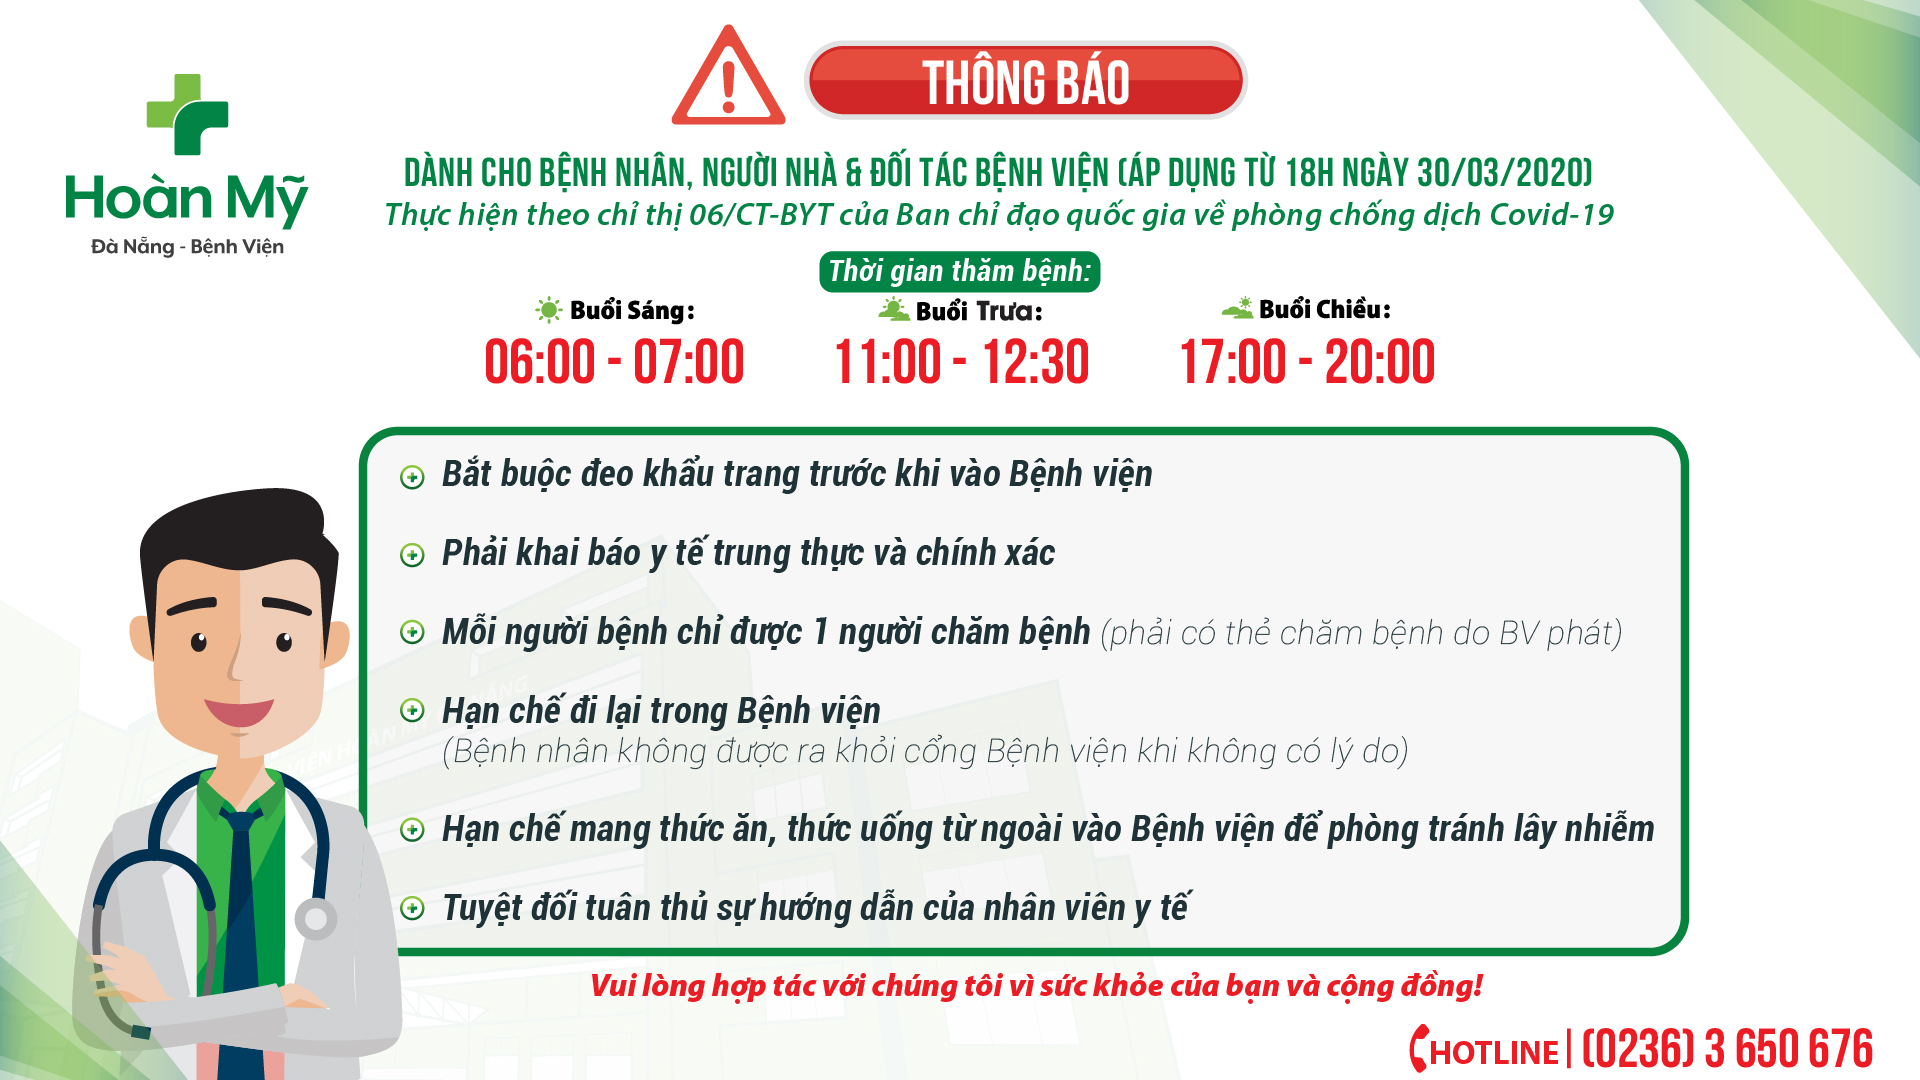 Hoàn Mỹ
Đà Nẵng - Bệnh Viện
THÔNG BÁO
DÀNH CHO BỆNH NHÂN, NGƯỜI NHÀ & ĐỐI TÁC BỆNH VIỆN (ÁP DỤNG TỪ 18H NGÀY 30/03/2020)
Thực hiện theo chỉ thị 06/CT-BYT của Ban chỉ đạo quốc gia về phòng chống dịch Covid-19
Thời gian thăm bệnh:
Buổi Sáng:
06:00 - 07:00
Buổi Trưa:
11:00 - 12:30
Buổi Chiều:
17:00 - 20:00
Bắt buộc đeo khẩu trang trước khi vào Bệnh viện
Phải khai báo y tế trung thực và chính xác
Mỗi người bệnh chỉ được 1 người chăm bệnh (phải có thẻ chăm bệnh do BV phát)
Hạn chế đi lại trong Bệnh viện
(Bệnh nhân không được ra khỏi cổng Bệnh viện khi không có lý do)
Hạn chế mang thức ăn, thức uống từ ngoài vào Bệnh viện để phòng tránh lây nhiễm
Tuyệt đối tuân thủ sự hướng dẫn của nhân viên y tế
Vui lòng hợp tác với chúng tôi vì sức khỏe của bạn và cộng đồng!
HOTLINE | (0236) 3 650 676